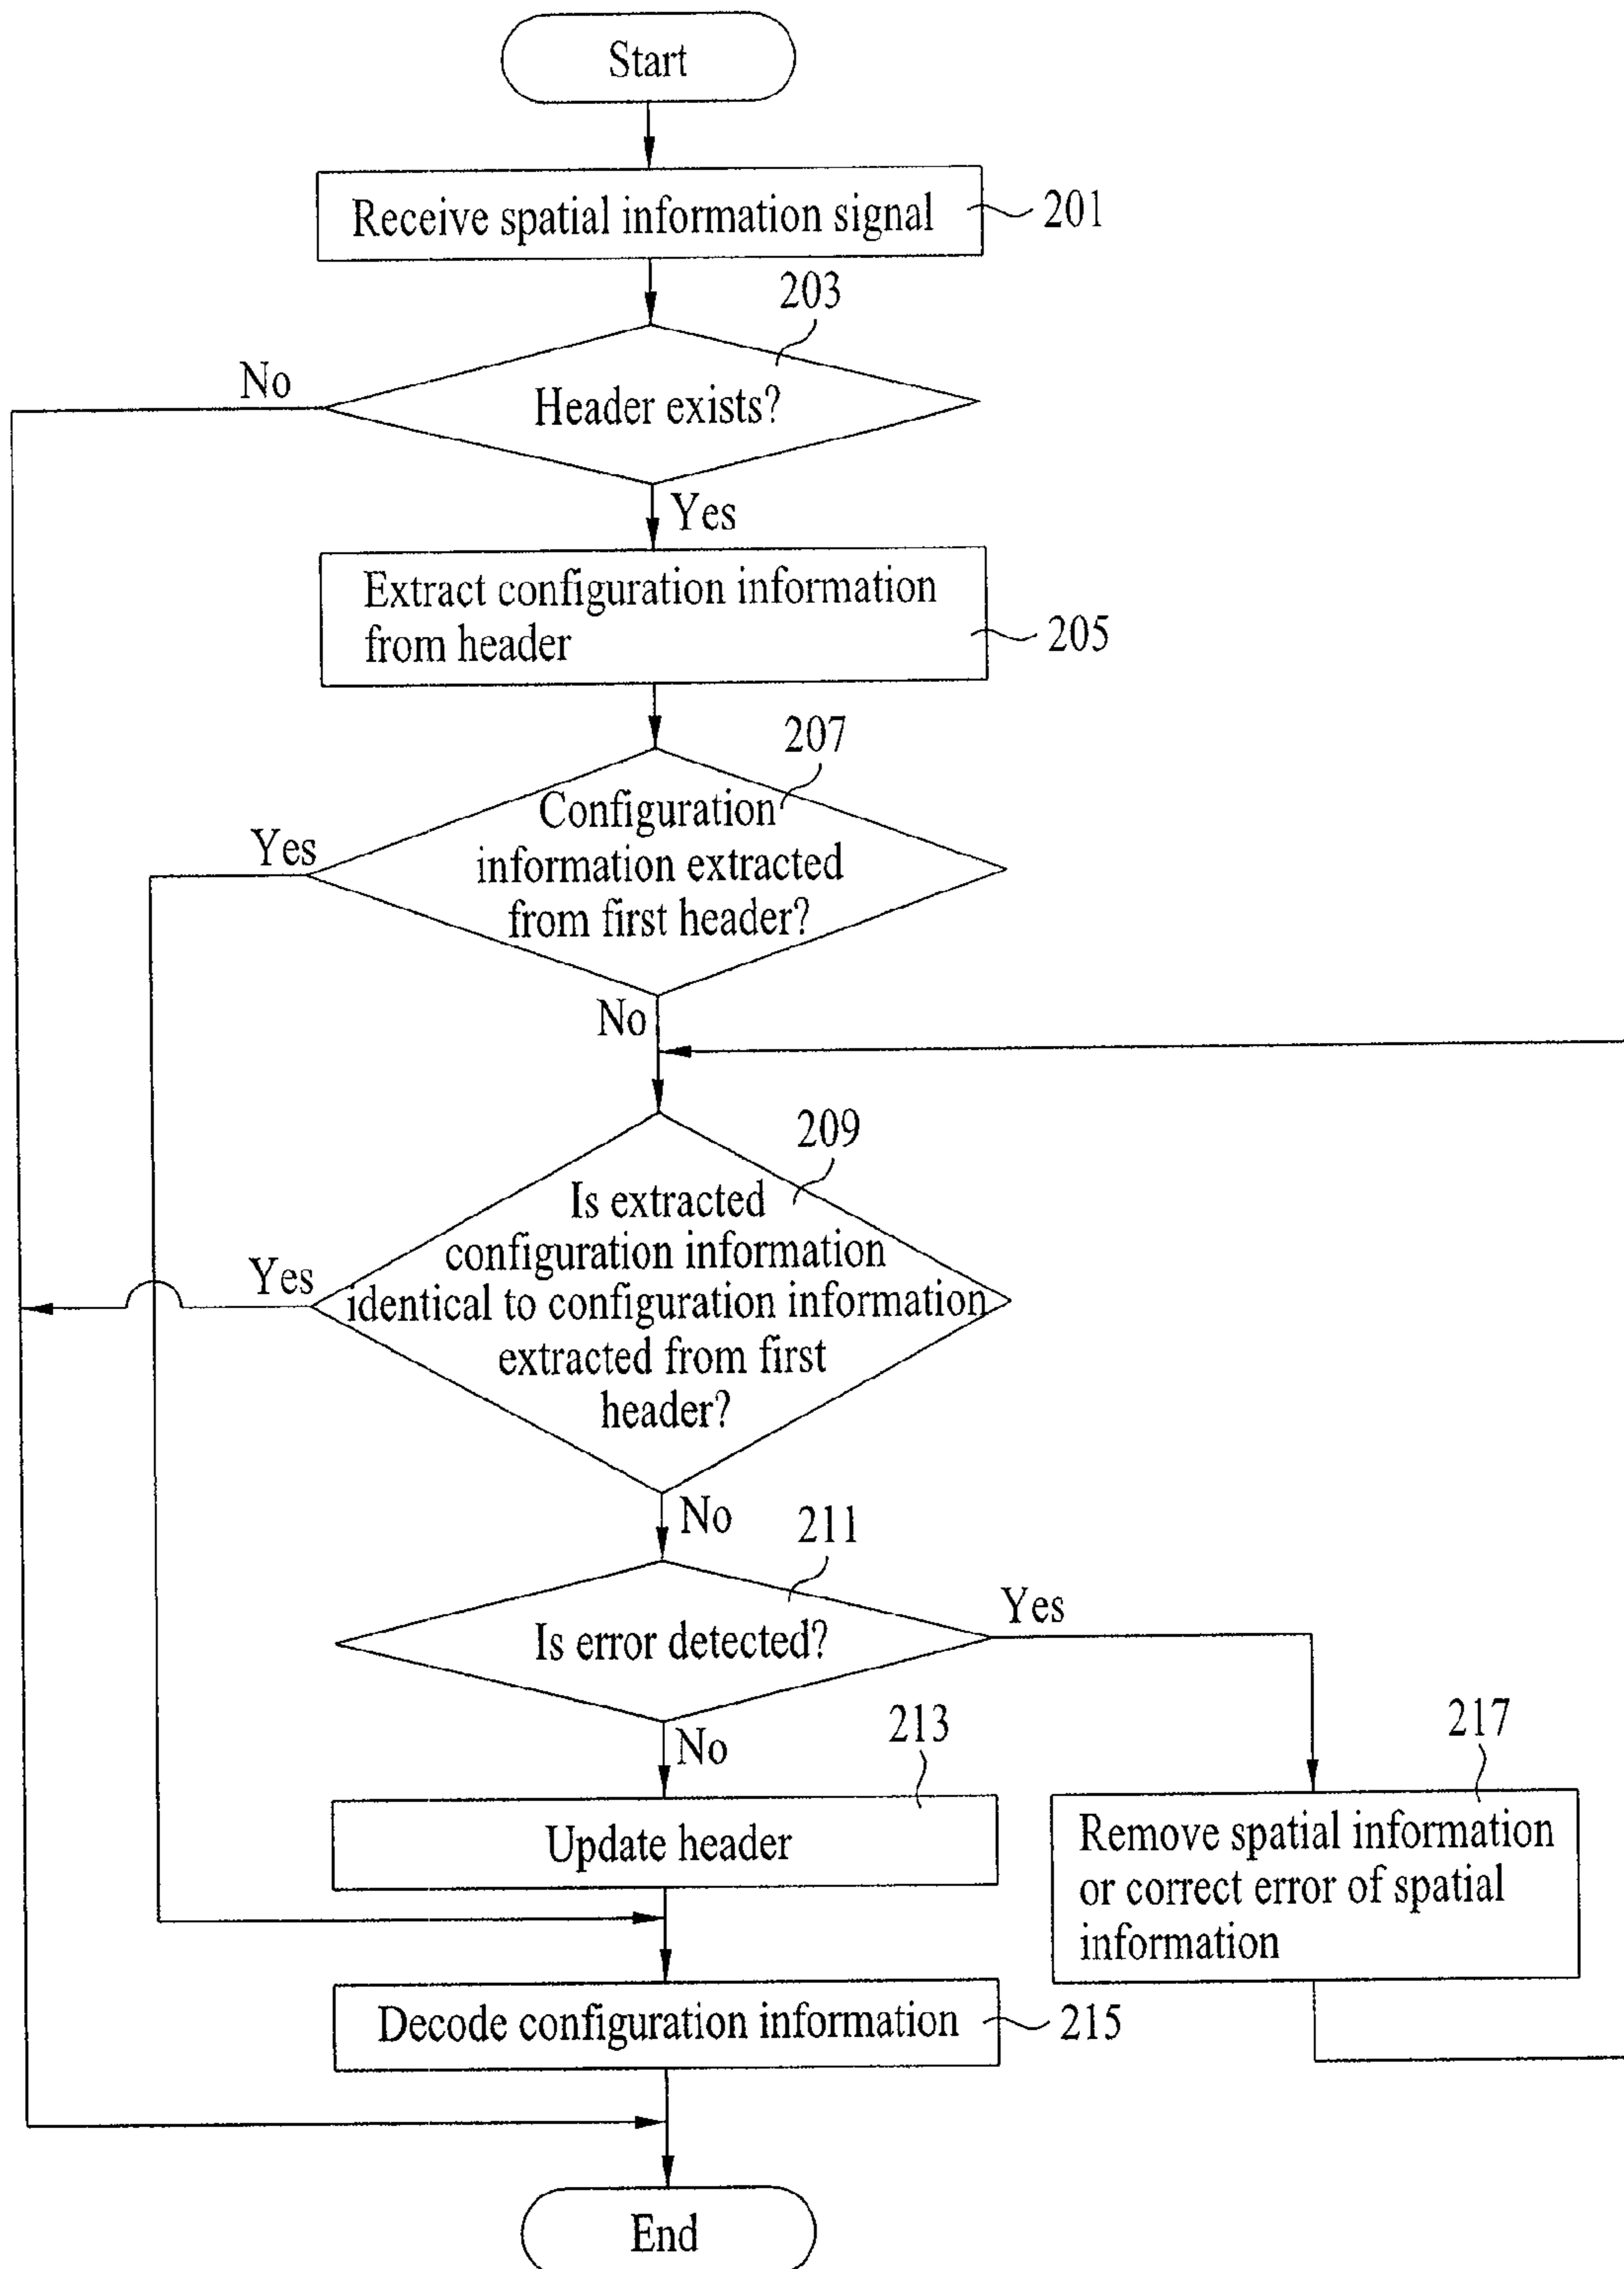 Start
Receive spatial information signal
201
203
No
Header exists?
Yes
Extract configuration information
from header
205
207
Yes
Configuration
information extracted
from first header?
No
209
Yes
Is extracted
configuration information
identical to configuration information
extracted from first
header?
No
211
Is error detected?
Yes
No
213
217
Update header
Remove spatial information
or correct error of spatial
information
Decode configuration information
215
End